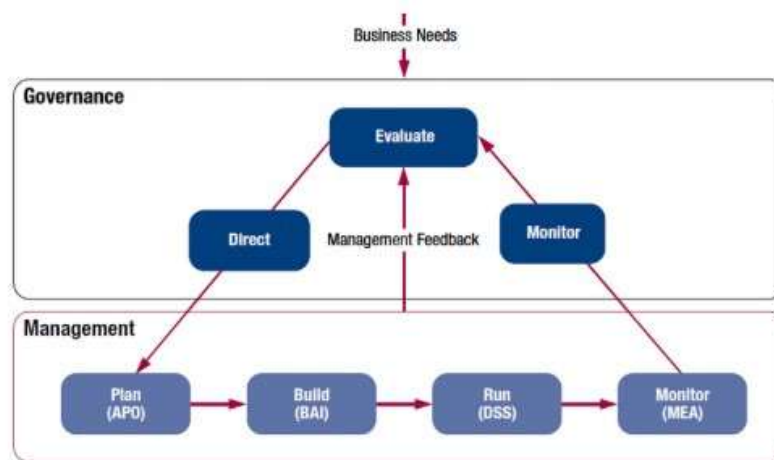 Business Needs
Governance
Evaluate
Direct
Management Feedback
Monitor
Management
Plan
(APO)
Build
(BAI)
Run
(DSS)
Monitor
(MEA)